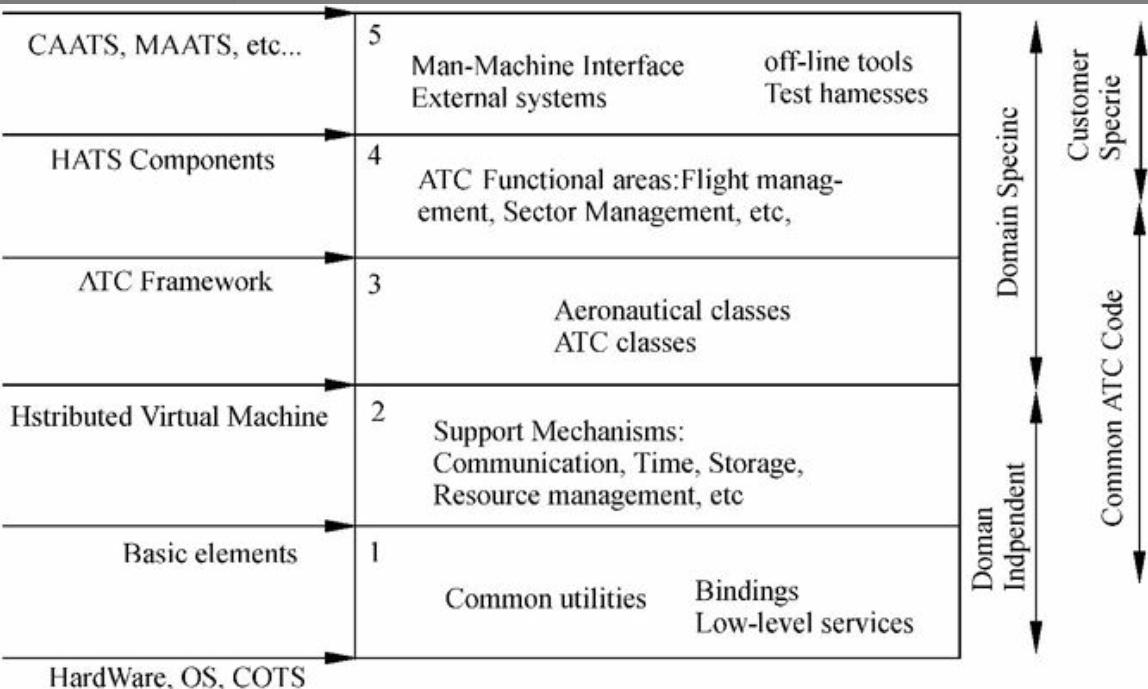 CAATS, MAATS, etc...
5
Man-Machine Interface
External systems
off-line tools
Test hamesses
HATS Components
4
ATC Functional areas:Flight manag-
ement, Sector Management, etc,
ATC Framework
3
Aeronautical classes
ATC classes
Hstributed Virtual Machine
2
Support Mechanisms:
Communication, Time, Storage,
Resource management, etc
Basic elements
1
Common utilities
Bindings
Low-level services
HardWare, OS, COTS
Domain Specinc
Doman
Indpendent
Customer
Specrie
Common ATC Code